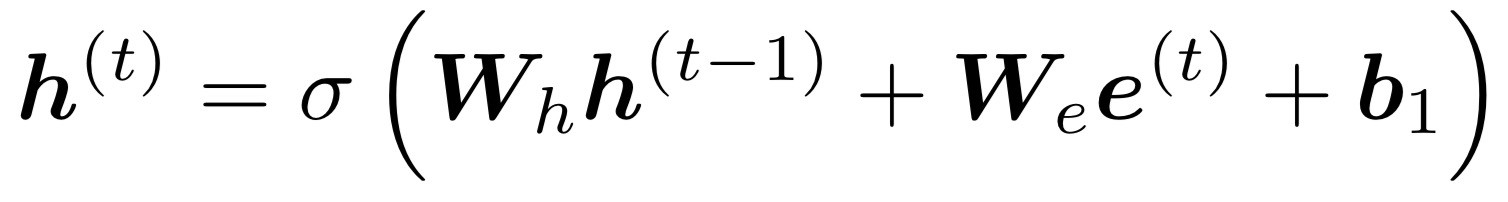 𝒉^(t) = σ (𝑾_h 𝒉^(t−1) + 𝑾_e 𝒆^(t) + 𝒃_1)